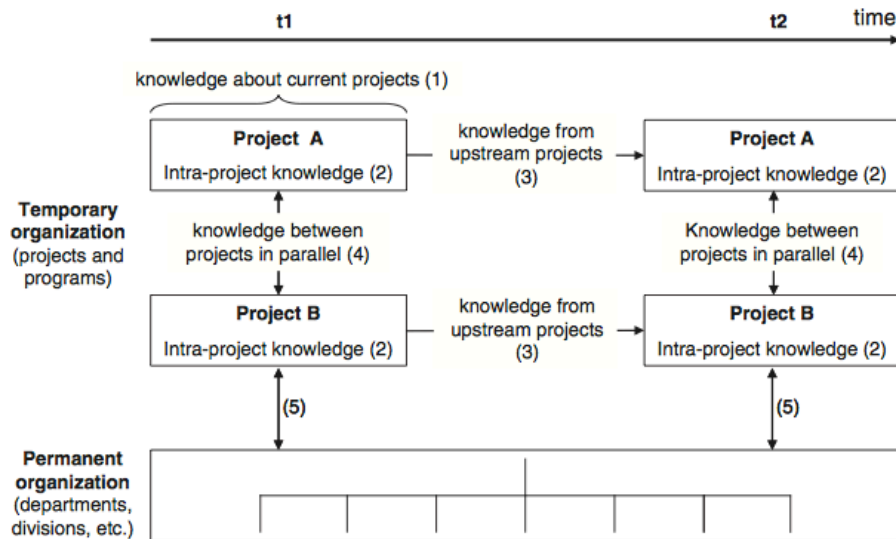 t1
t2
time
knowledge about current projects (1)
Project A
Intra-project knowledge (2)
knowledge from
upstream projects
(3)
Project A
Intra-project knowledge (2)
Temporary
organization
(projects and
programs)
knowledge between
projects in parallel (4)
Knowledge between
projects in parallel (4)
Project B
Intra-project knowledge (2)
knowledge from
upstream projects
(3)
Project B
Intra-project knowledge (2)
(5)
(5)
Permanent
organization
(departments,
divisions, etc.)